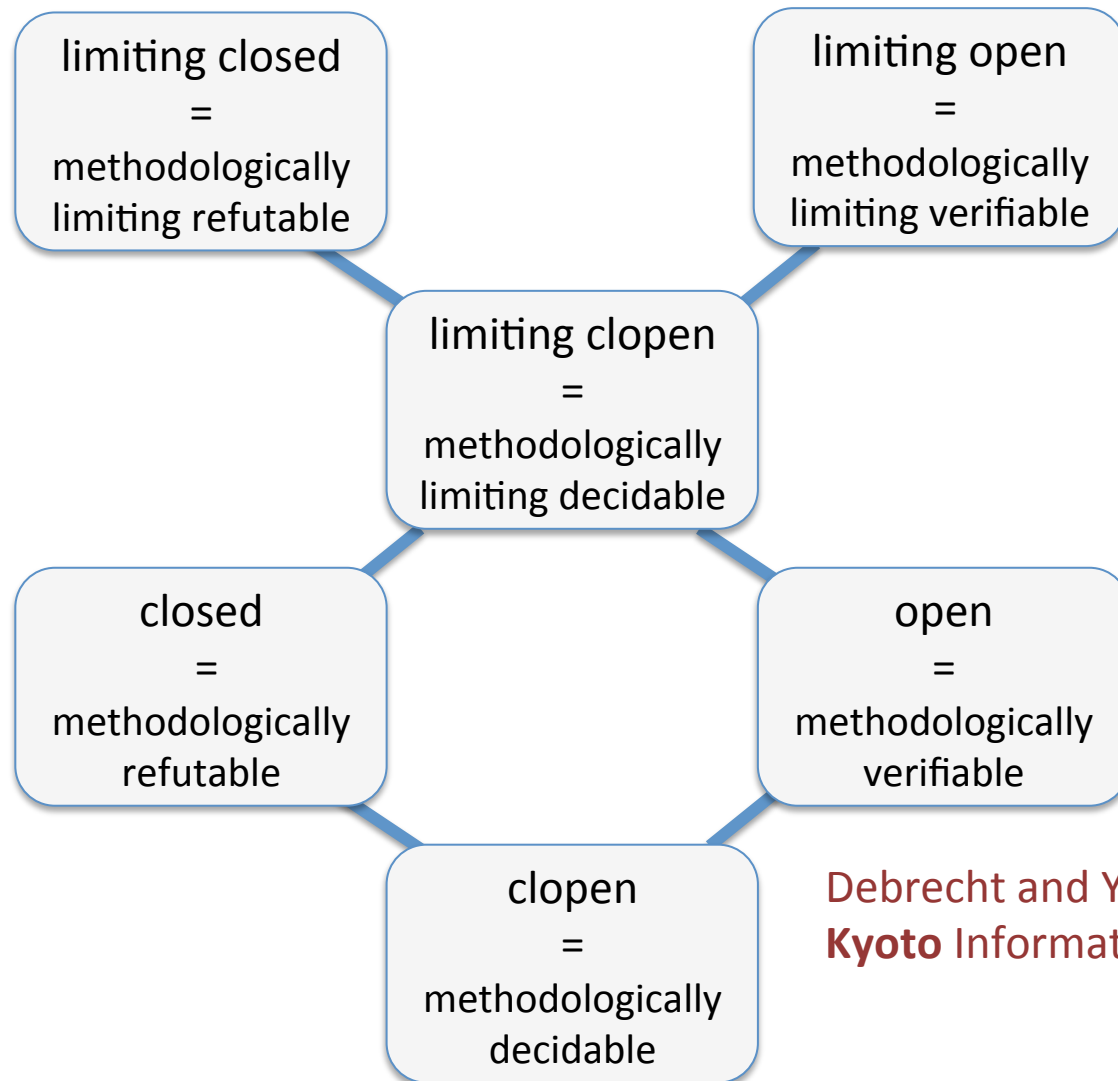 limiting closed
=
methodologically
limiting refutable
limiting open
=
methodologically
limiting verifiable
limiting clopen
=
methodologically
limiting decidable
closed
=
methodologically
refutable
open
=
methodologically
verifiable
clopen
=
methodologically
decidable
Debrecht and Y
Kyoto Informat